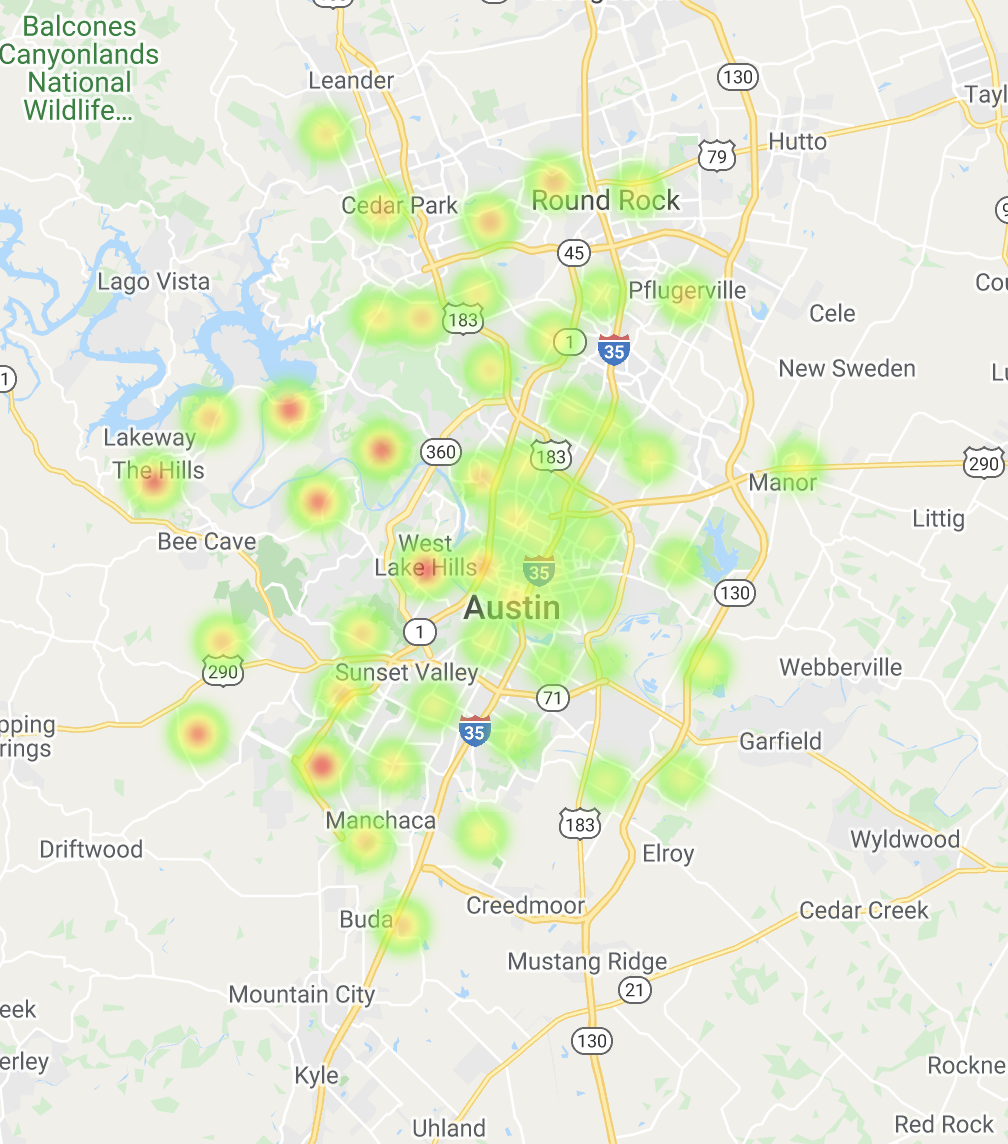 Balcones
Canyonlands
National
Wildlife...
Leander
130
Tayl
Hutto
79
Cedar Park
Round Rock
45
Lago Vista
Pflugerville
Cou
183
Cele
1
35
New Sweden
Lu
1
Lakeway
The Hills
360
183
290
Manor
Littig
Bee Cave
West
Lake Hills
35
130
Austin
1
290
Sunset Valley
Webberville
71
pping
rings
35
Garfield
Manchaca
183
Driftwood
Elroy
Wyldwood
Buda
Creedmoor
Cedar Creek
Mustang Ridge
Mountain City
21
eek
130
erley
Kyle
Rockne
Uhland
Red Rock